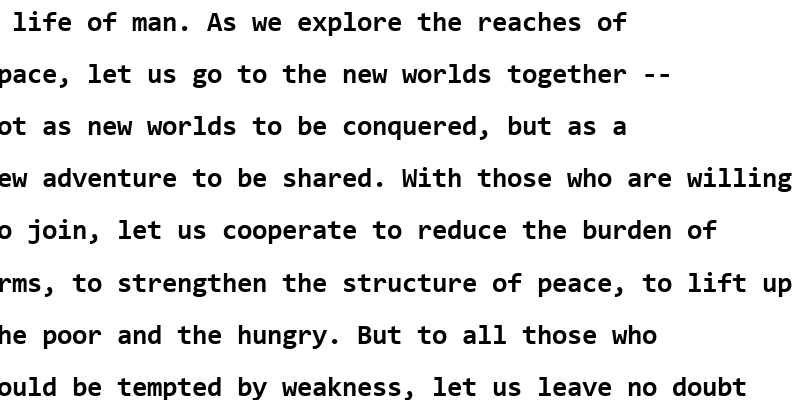 life of man. As we explore the reaches of
pace, let us go to the new worlds together --
ot as new worlds to be conquered, but as a
ew adventure to be shared. With those who are willing
o join, let us cooperate to reduce the burden of
rms, to strengthen the structure of peace, to lift up
he poor and the hungry. But to all those who
ould be tempted by weakness, let us leave no doubt